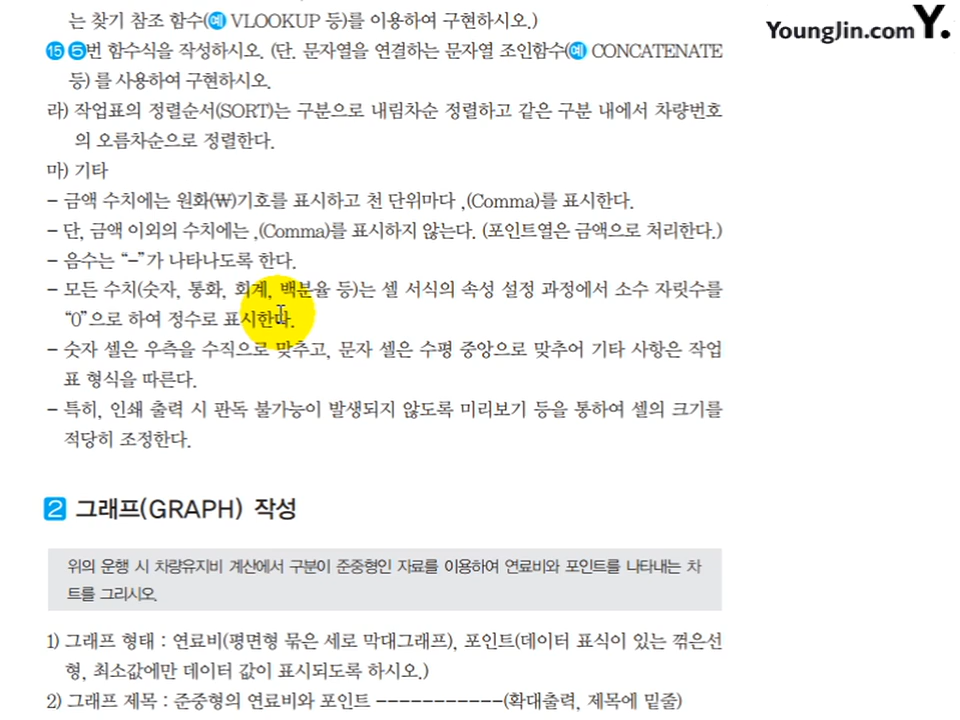 는 찾기 참조 함수(예 VLOOKUP 등)를 이용하여 구현하시오.)
YoungJin.com Y.
⑮ ❺번 함수식을 작성하시오. (단. 문자열을 연결하는 문자열 조인함수(예 CONCATENATE
등) 를 사용하여 구현하시오.
라) 작업표의 정렬순서(SORT)는 구분으로 내림차순 정렬하고 같은 구분 내에서 차량번호
의 오름차순으로 정렬한다.
마) 기타
- 금액 수치에는 원화(₩)기호를 표시하고 천 단위마다 ,(Comma)를 표시한다.
- 단, 금액 이외의 수치에는 ,(Comma)를 표시하지 않는다. (포인트열은 금액으로 처리한다.)
- 음수는 “-”가 나타나도록 한다.
- 모든 수치(숫자, 통화, 회계, 백분율 등)는 셀 서식의 속성 설정 과정에서 소수 자릿수를
“0”으로 하여 정수로 표시한다.
- 숫자 셀은 우측을 수직으로 맞추고, 문자 셀은 수평 중앙으로 맞추어 기타 사항은 작업
표 형식을 따른다.
- 특히, 인쇄 출력 시 판독 불가능이 발생되지 않도록 미리보기 등을 통하여 셀의 크기를
적당히 조정한다.
2 그래프(GRAPH) 작성
위의 운행 시 차량유지비 계산에서 구분이 준중형인 자료를 이용하여 연료비와 포인트를 나타내는 차
트를 그리시오.
1) 그래프 형태 : 연료비(평면형 묶은 세로 막대그래프), 포인트(데이터 표식이 있는 꺾은선
형, 최소값에만 데이터 값이 표시되도록 하시오.)
2) 그래프 제목 : 준중형의 연료비와 포인트 ------------(확대출력, 제목에 밑줄)